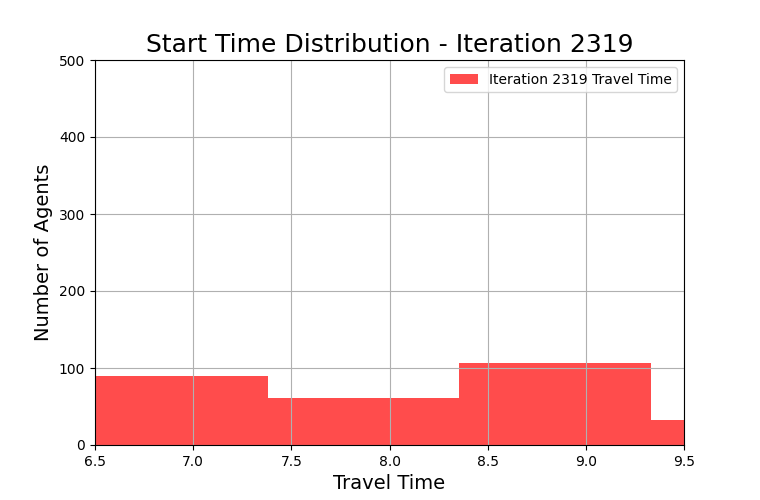 Start Time Distribution - Iteration 2319
500
400
300
200
100
0
Number of Agents
Iteration 2319 Travel Time
6.5 7.0 7.5 8.0 8.5 9.0 9.5
Travel Time